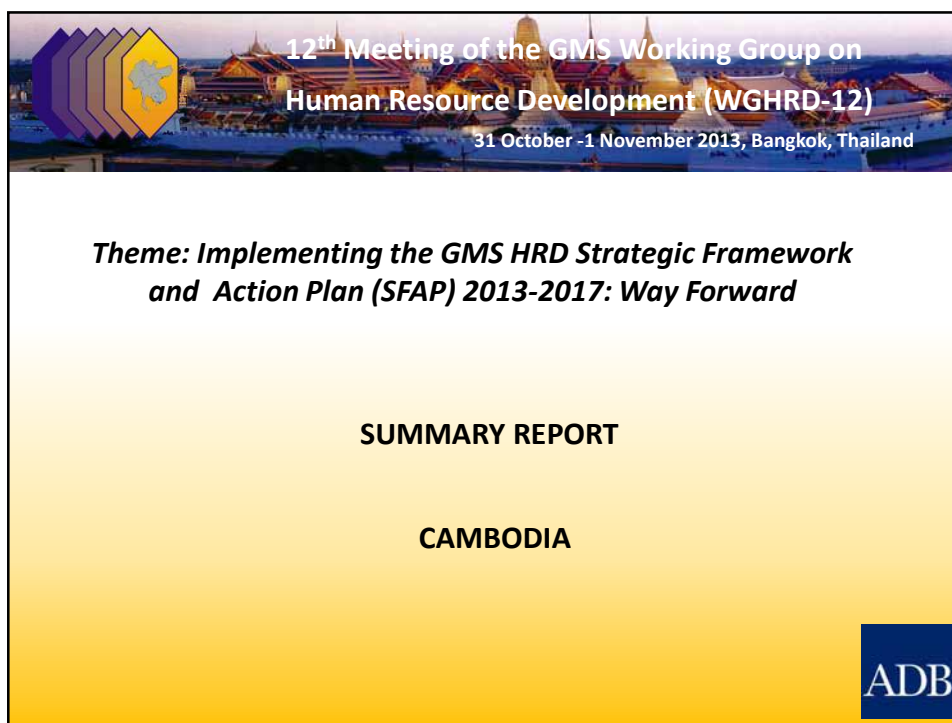 12th Meeting of the GMS Working Group on
Human Resource Development (WGHRD-12)
31 October -1 November 2013, Bangkok, Thailand
Theme: Implementing the GMS HRD Strategic Framework
and Action Plan (SFAP) 2013-2017: Way Forward
SUMMARY REPORT
CAMBODIA
ADB